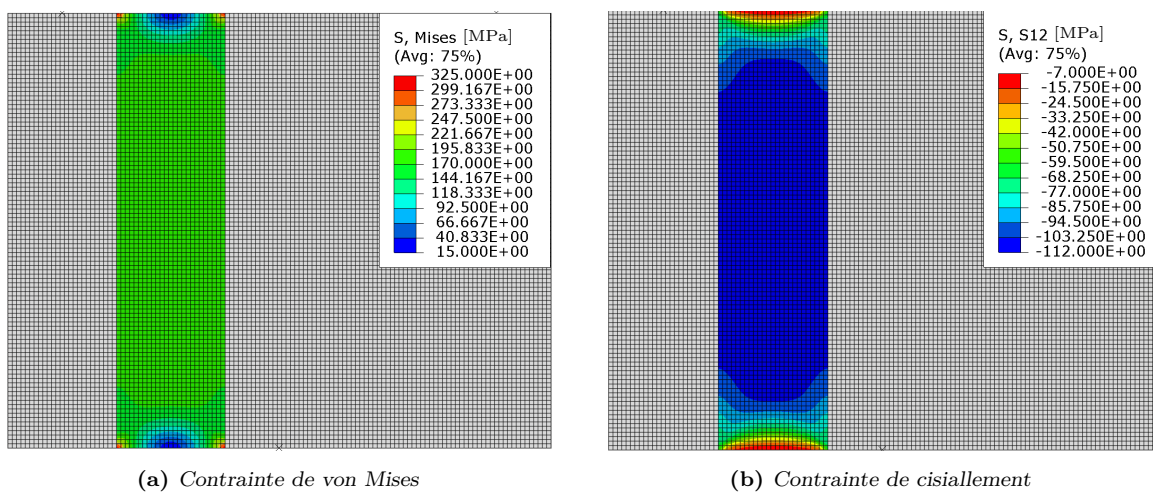 S, Mises [MPa]
(Avg: 75%)
325.000E+00
299.167E+00
273.333E+00
247.500E+00
221.667E+00
195.833E+00
170.000E+00
144.167E+00
118.333E+00
92.500E+00
66.667E+00
40.833E+00
15.000E+00
S, S12 [MPa]
(Avg: 75%)
-7.000E+00
-15.750E+00
-24.500E+00
-33.250E+00
-42.000E+00
-50.750E+00
-59.500E+00
-68.250E+00
-77.000E+00
-85.750E+00
-94.500E+00
-103.250E+00
-112.000E+00
(a) Contrainte de von Mises
(b) Contrainte de cisiallement